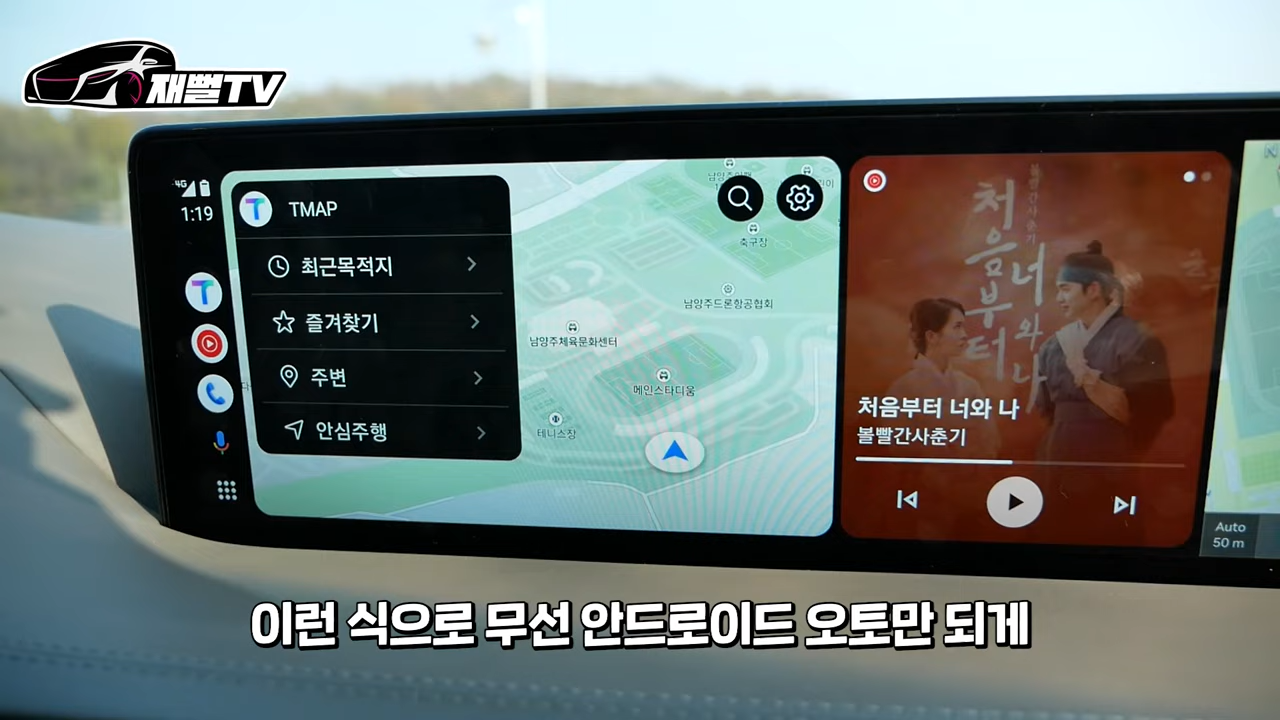 재뻘TV
4G
1:19
TMAP
최근목적지
즐겨찾기
주변
안심주행
축구장
남양주드론항공협회
남양주체육문화센터
메인스타디움
테니스장
볼빨간사춘기
처음부터
너와 나
처음부터 너와 나
볼빨간사춘기
Auto
50 m
이런 식으로 무선 안드로이드 오토만 되게